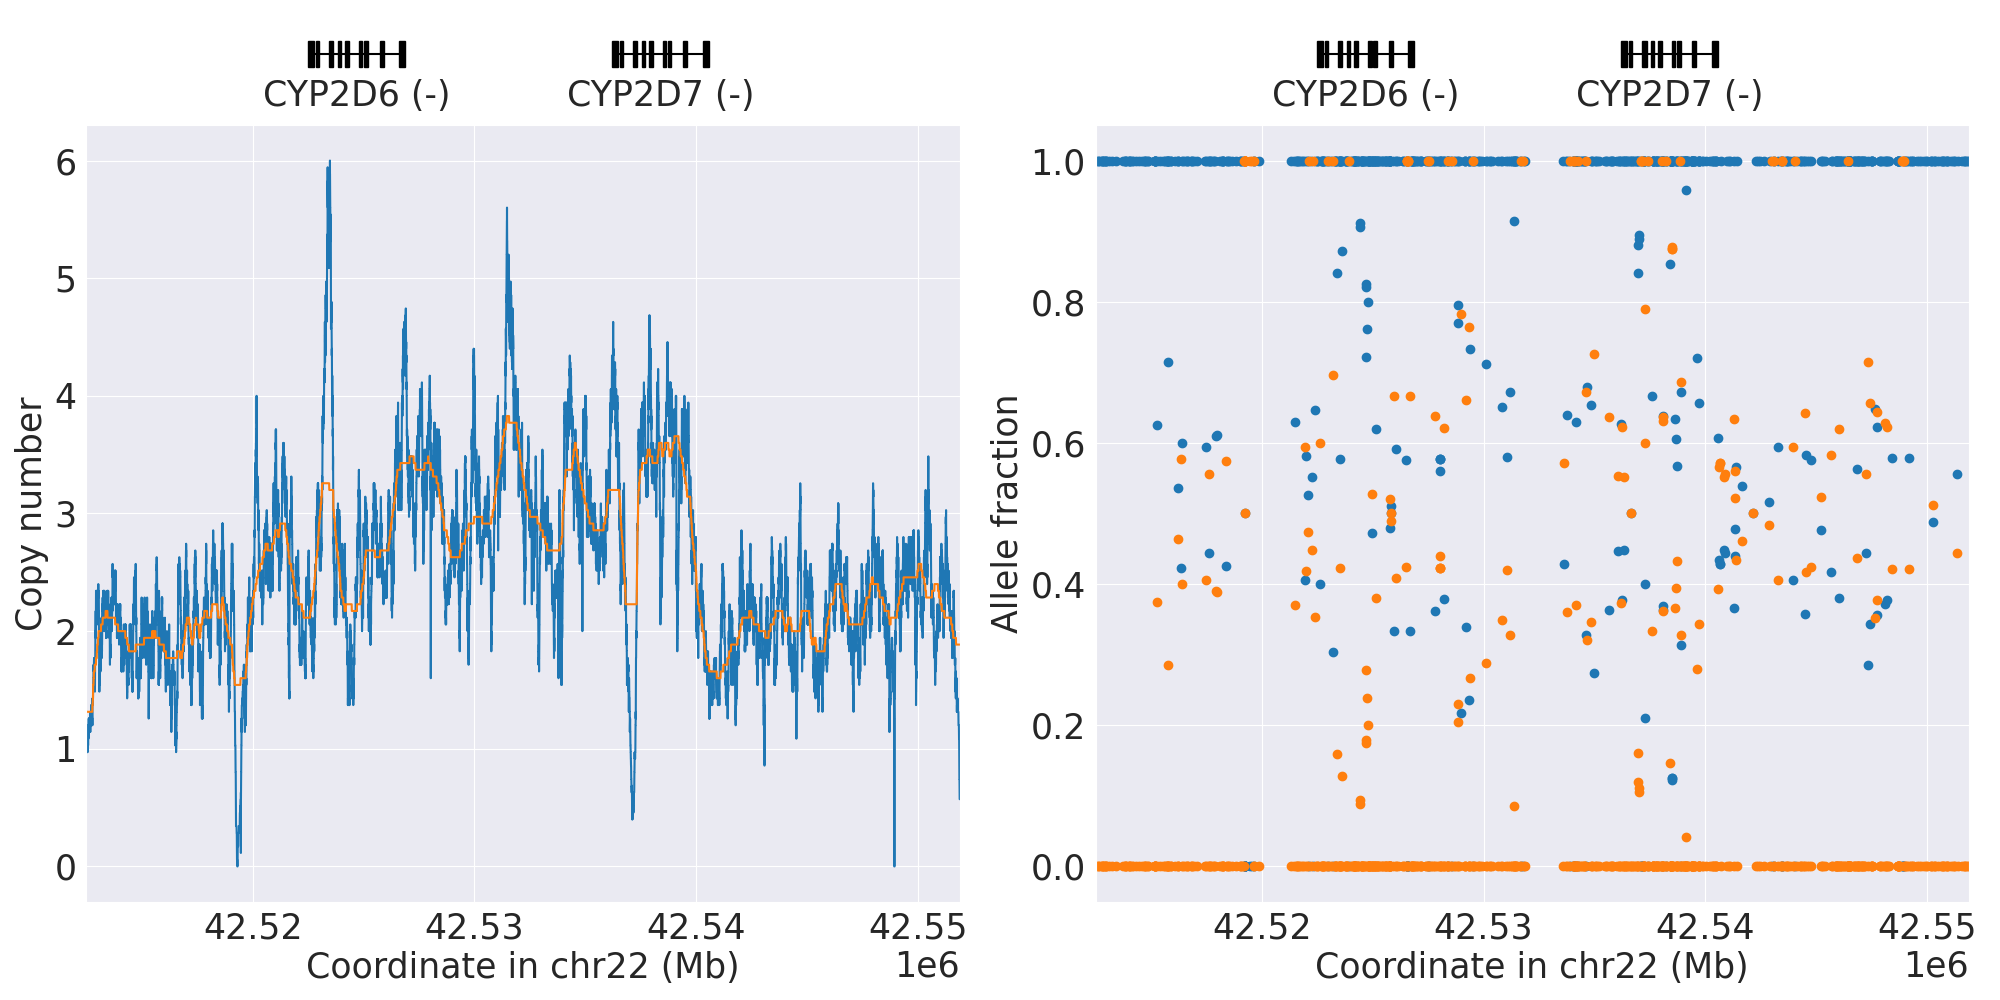 CYP2D6 (-)
CYP2D7 (-)
6
5
4
3
2
1
0
Copy number
42.52
42.53
42.54
42.55
1e6
Coordinate in chr22 (Mb)
CYP2D6 (-)
CYP2D7 (-)
1.0
0.8
0.6
0.4
0.2
0.0
Allele fraction
42.52
42.53
42.54
42.55
1e6
Coordinate in chr22 (Mb)